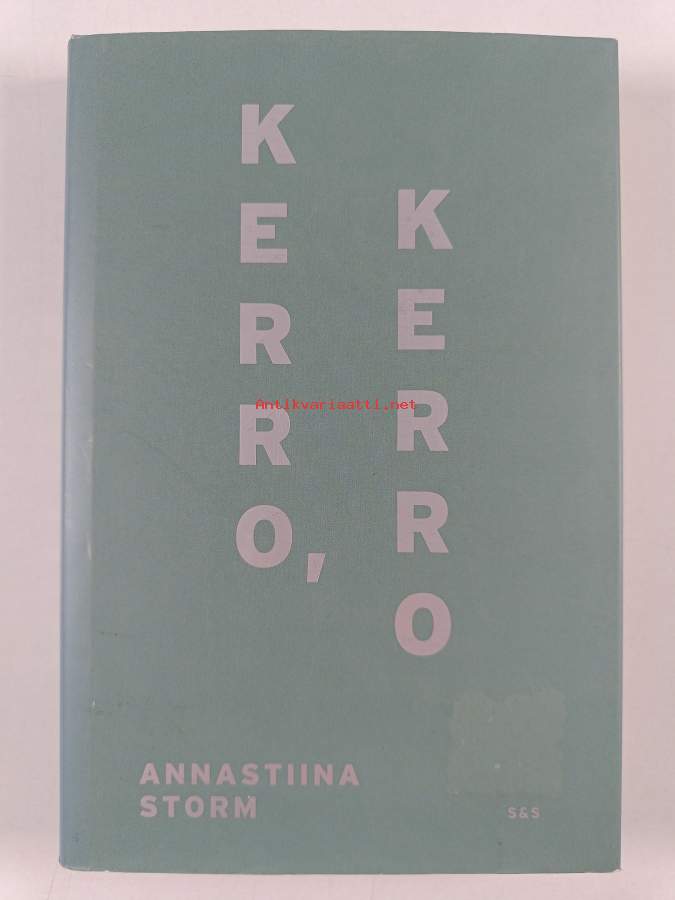 KERRO,
KERRO
Antikvariaatti.net
ANNASTIINA
STORM
S&S